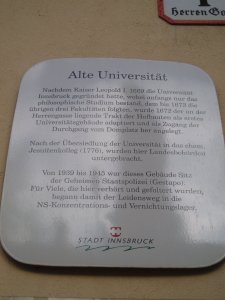 Herren Ga
Alte Universität
Nachdem Kaiser Leopold I. 1669 die Universität
Innsbruck gegründet hatte, wobei anfangs nur das
philosophische Studium bestand, dem bis 1673 die
übrigen drei Fakultäten folgten, wurde 1672 der an der
Herrengasse liegende Trakt der Hofbauten als erstes
Universitätsgebäude adaptiert und als Zugang der
Durchgang vom Domplatz her angelegt.
Nach der Übersiedlung der Universität in das ehem.
Jesuitenkolleg (1776), wurden hier Landesbehörden
untergebracht.
Von 1939 bis 1945 war dieses Gebäude Sitz
der Geheimen Staatspolizei (Gestapo).
Für Viele, die hier verhört und gefoltert wurden,
begann damit der Leidensweg in die
NS-Konzentrations- und Vernichtungslager.
STADT INNSBRUCK